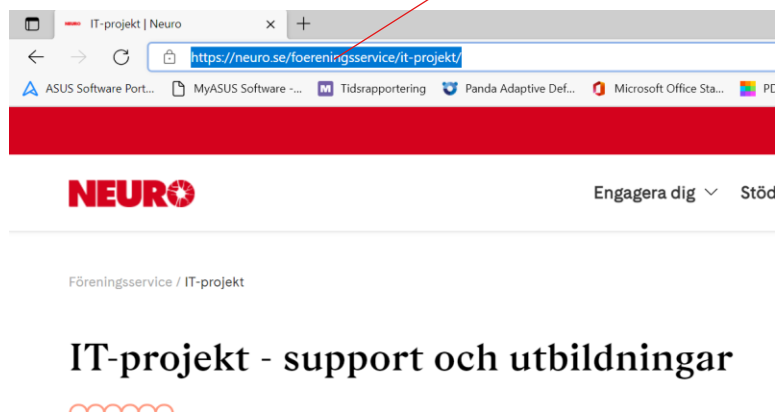 IT-projekt | Neuro
https://neuro.se/foereningsservice/it-projekt/
ASUS Software Port... MyASUS Software -... Tidsrapportering Panda Adaptive Def... Microsoft Office Sta... PD
NEURO
Engagera dig Stöd
Föreningsservice / IT-projekt
IT-projekt - support och utbildningar